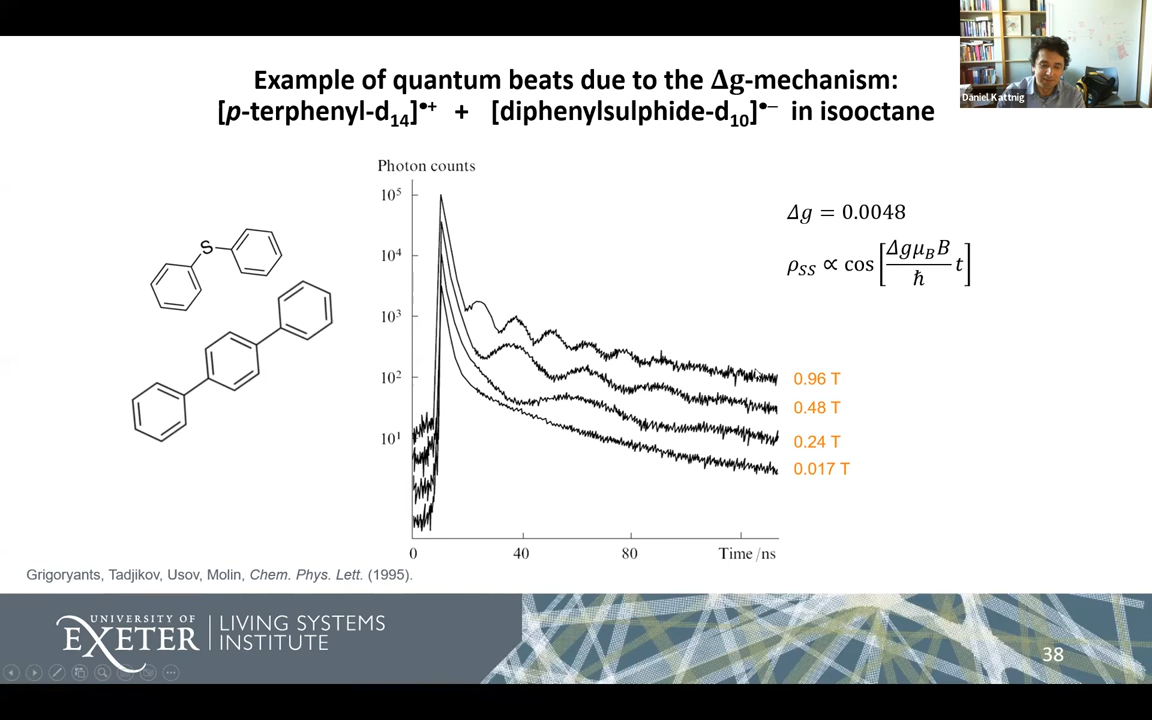 Daniel Kattnig
Example of quantum beats due to the Δg-mechanism:
[p-terphenyl-d₁₄]•⁺ + [diphenylsulphide-d₁₀]•⁻ in isooctane
Photon counts
10⁵
10⁴
10³
10²
10¹
0
40
80
Time /ns
0.96 T
0.48 T
0.24 T
0.017 T
S
Δg = 0.0048
ρSS ∝ cos [ΔgμBB/ħ t]
Grigoryants, Tadjikov, Usov, Molin, Chem. Phys. Lett. (1995).
UNIVERSITY OF
EXETER
LIVING SYSTEMS
INSTITUTE
38